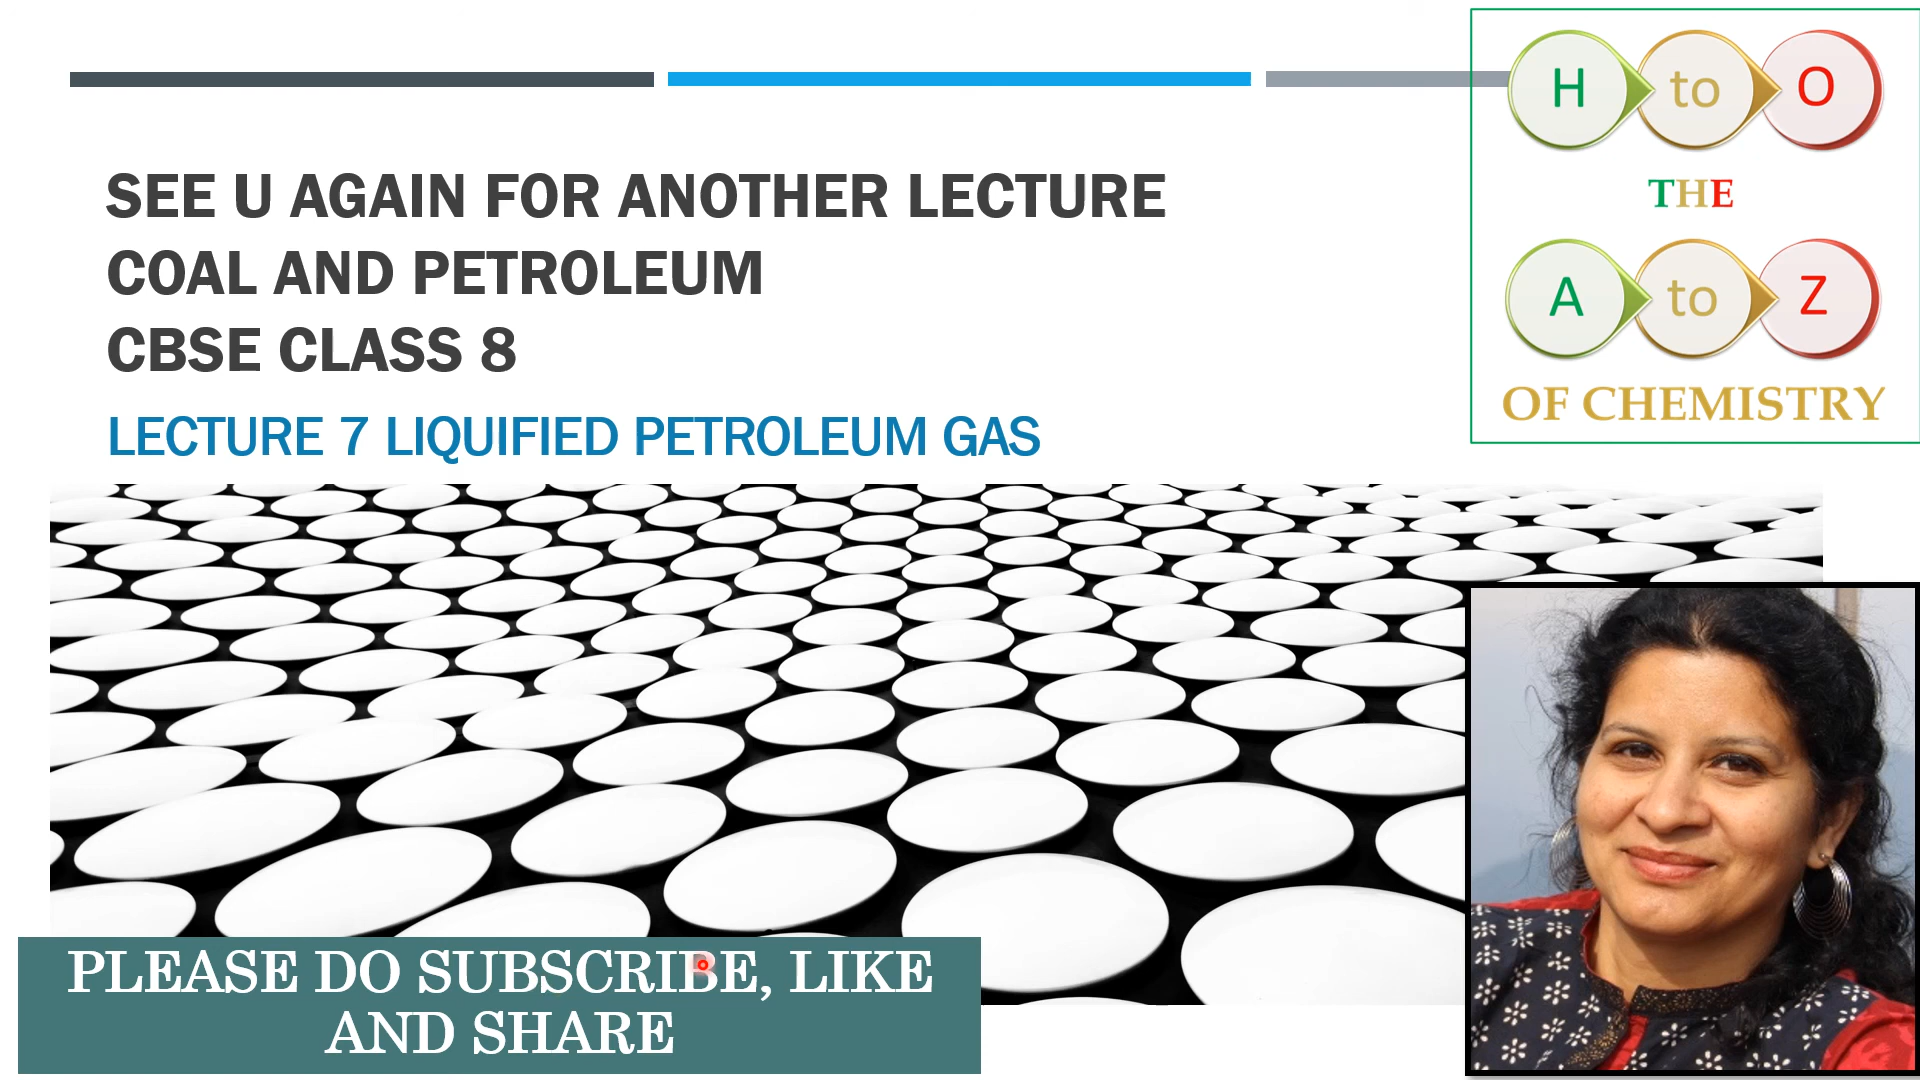 SEE U AGAIN FOR ANOTHER LECTURE
COAL AND PETROLEUM
CBSE CLASS 8
LECTURE 7 LIQUIFIED PETROLEUM GAS
H to O
THE
A to Z
OF CHEMISTRY
PLEASE DO SUBSCRIBE, LIKE
AND SHARE